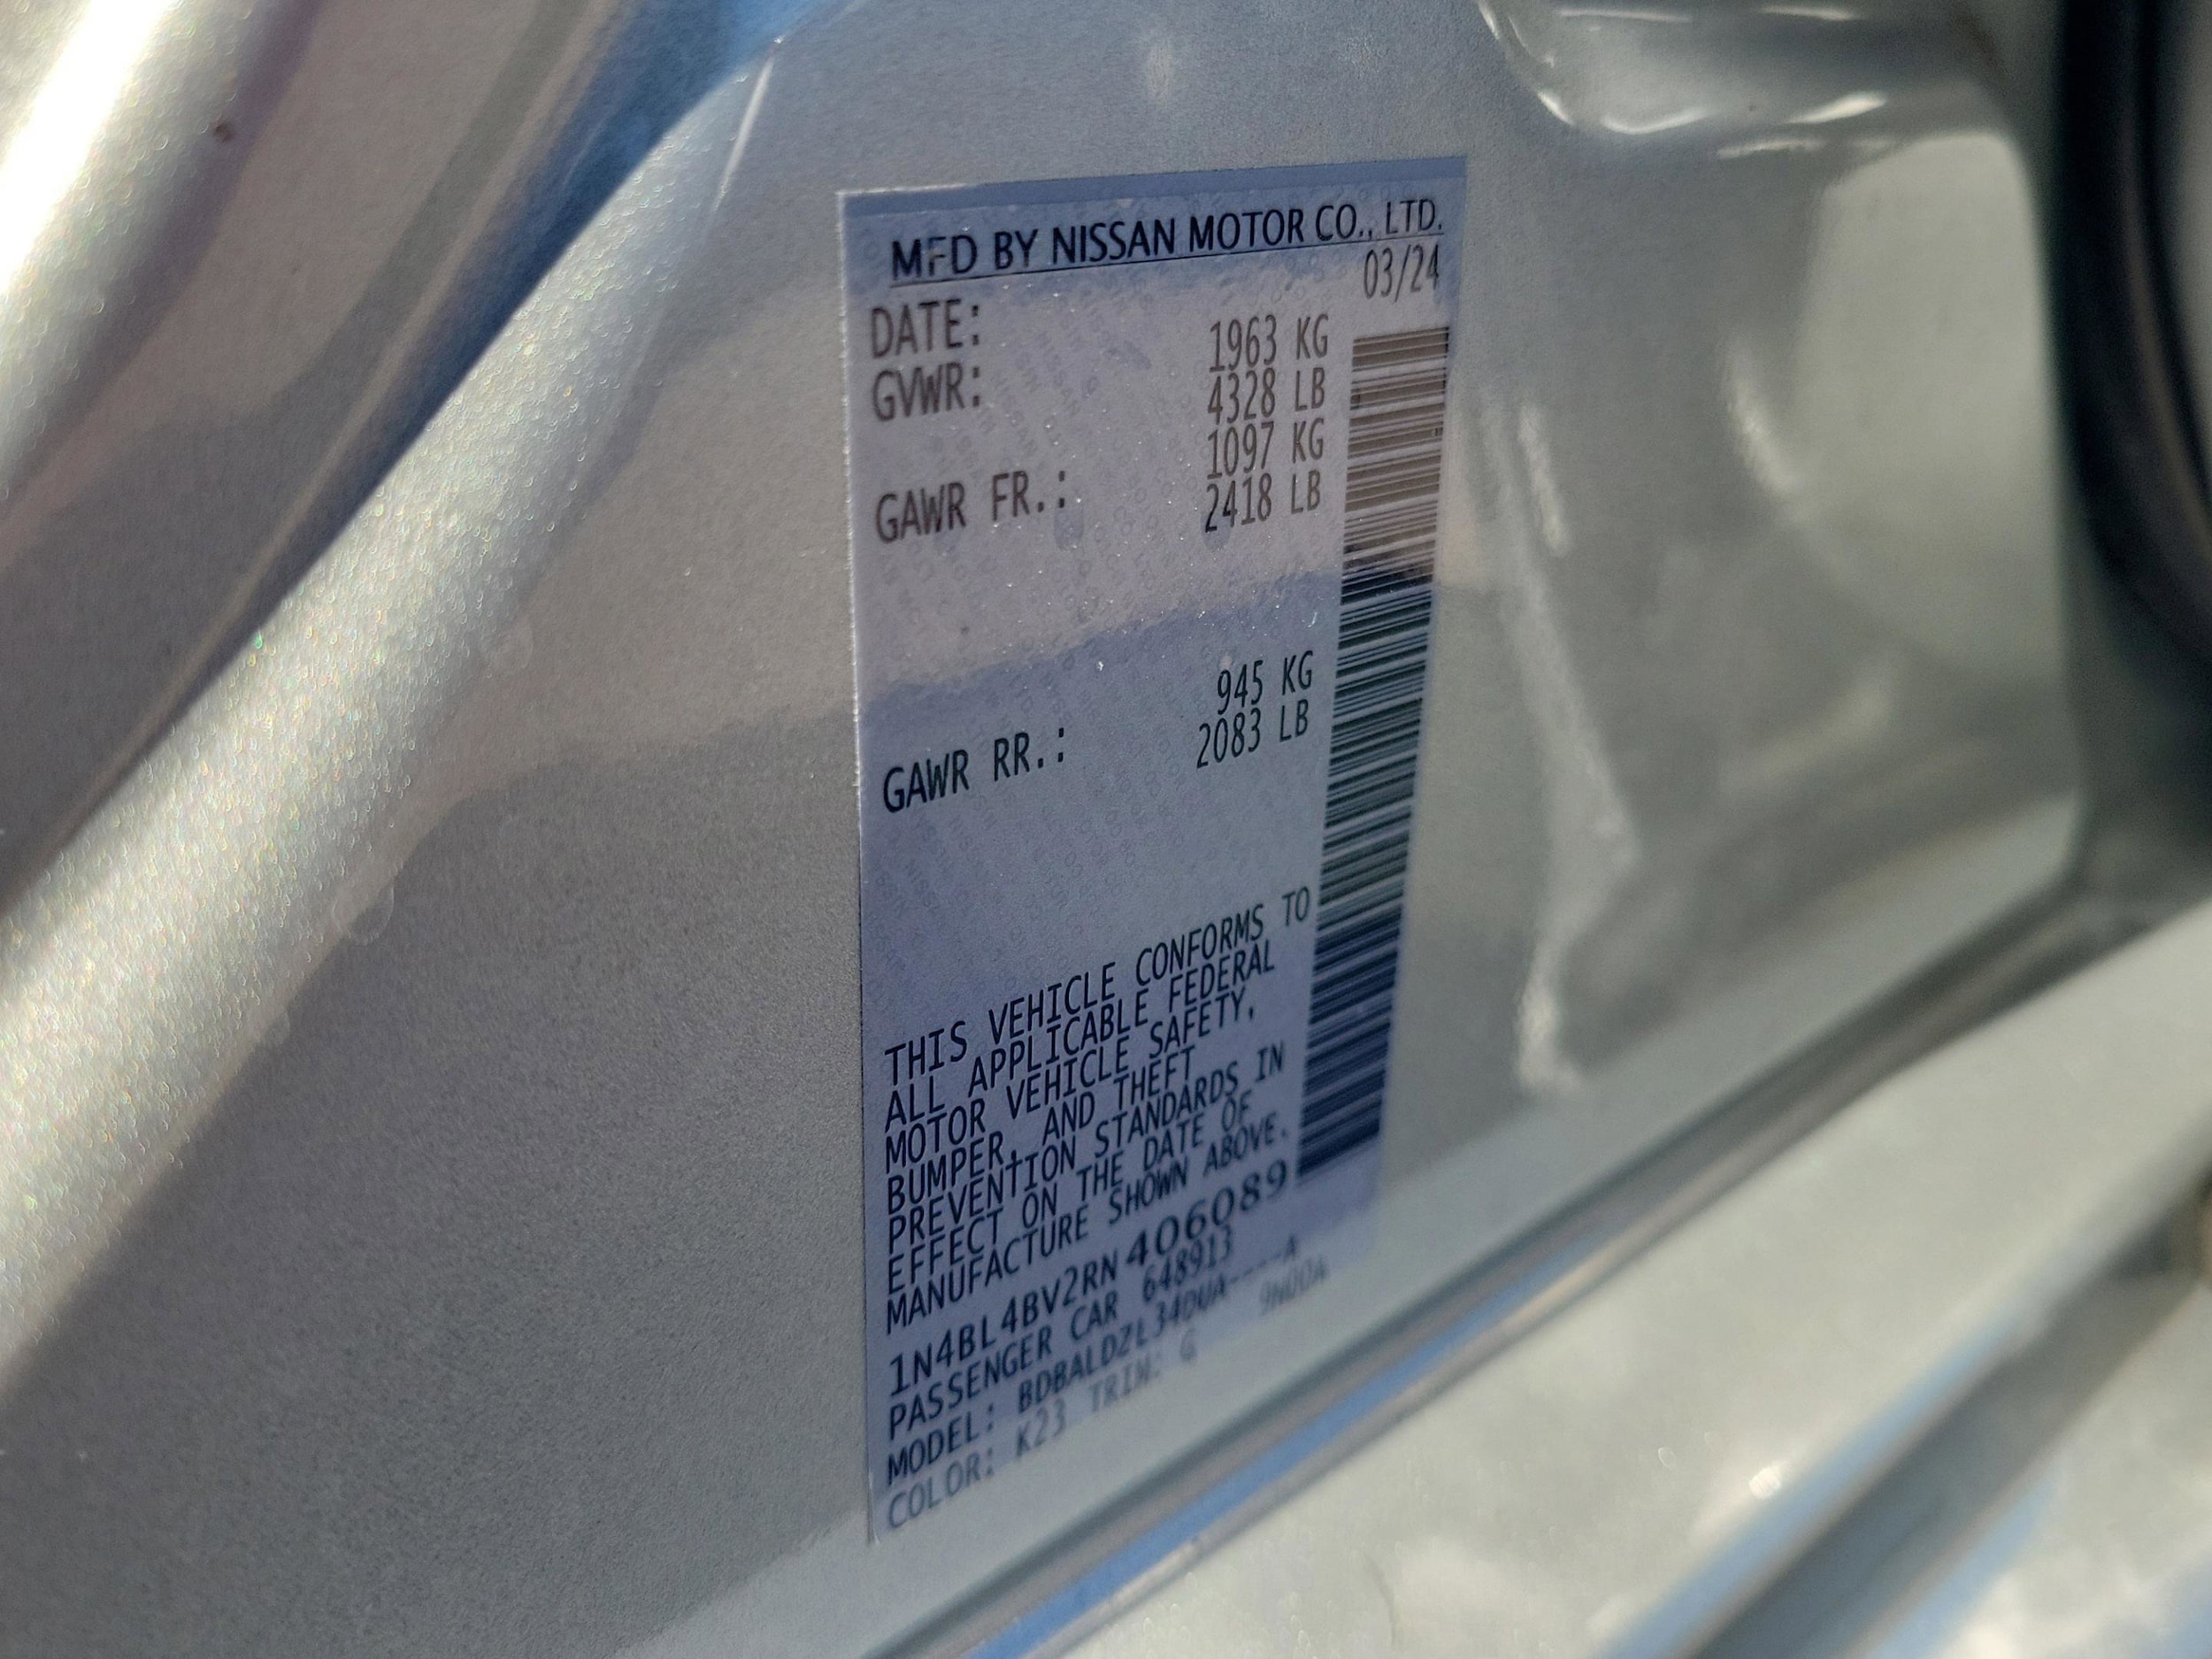 MFD BY NISSAN MOTOR CO., LTD.
DATE: 03/24
GVWR: 1963 KG
4328 LB
GAWR FR.: 1097 KG
2418 LB
GAWR RR.: 945 KG
2083 LB
THIS VEHICLE CONFORMS TO
ALL APPLICABLE FEDERAL
MOTOR VEHICLE SAFETY,
BUMPER, AND THEFT
PREVENTION STANDARDS IN
EFFECT ON THE DATE OF
MANUFACTURE SHOWN ABOVE.
1N4BL4BV2RN406089
PASSENGER CAR 648913
MODEL: BDBALDZL34DUA----A
COLOR: K23 TRIM: G